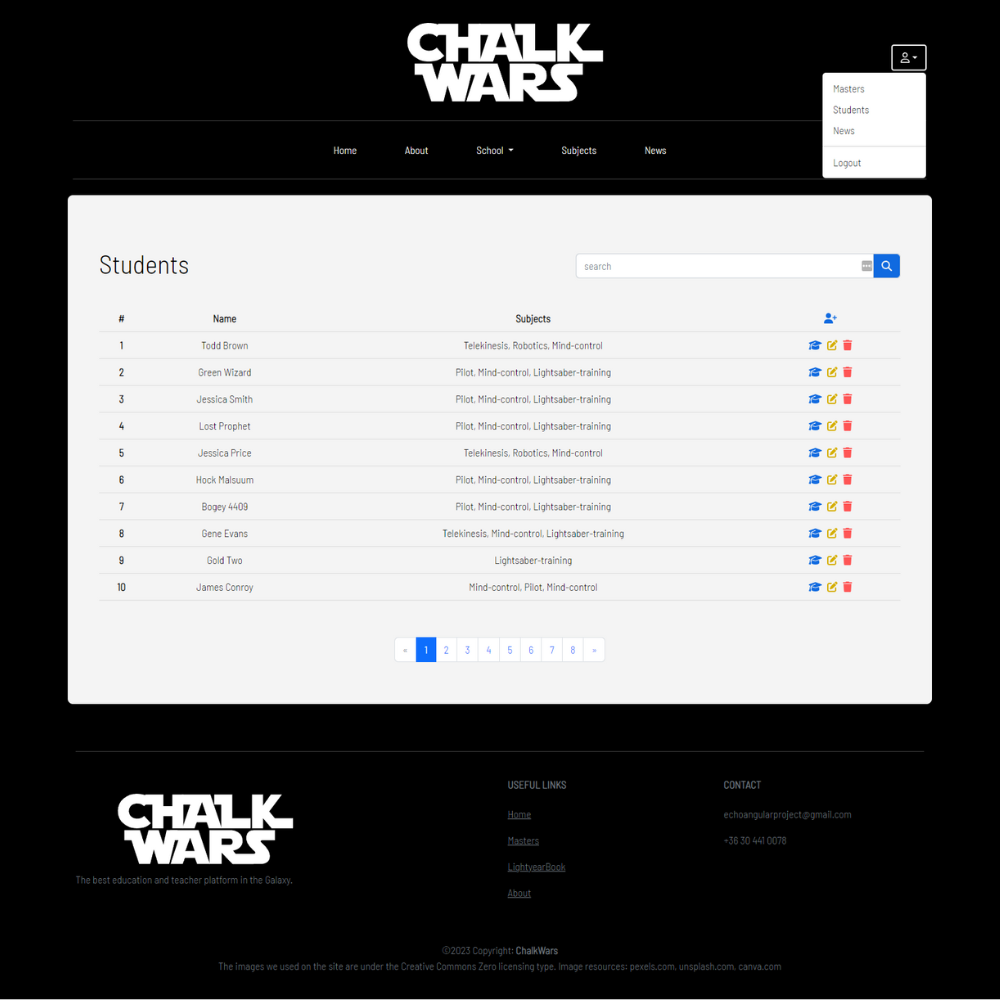 CHALK
WARS
Masters
Students
News
Logout
Home About School Subjects News
Students
search
# Name Subjects
1 Todd Brown Telekinesis, Robotics, Mind-control
2 Green Wizard Pilot, Mind-control, Lightsaber-training
3 Jessica Smith Pilot, Mind-control, Lightsaber-training
4 Lost Prophet Pilot, Mind-control, Lightsaber-training
5 Jessica Price Telekinesis, Robotics, Mind-control
6 Hock Malsuum Pilot, Mind-control, Lightsaber-training
7 Bogey 4409 Pilot, Mind-control, Lightsaber-training
8 Gene Evans Telekinesis, Mind-control, Lightsaber-training
9 Gold Two Lightsaber-training
10 James Conroy Mind-control, Pilot, Mind-control
« 1 2 3 4 5 6 7 8 »
CHALK
WARS
The best education and teacher platform in the Galaxy.
USEFUL LINKS
Home
Masters
LightyearBook
About
CONTACT
echoangularproject@gmail.com
+36 30 441 0078
©2023 Copyright: ChalkWars
The images we used on the site are under the Creative Commons Zero licensing type. Image resources: pexels.com, unsplash.com, canva.com